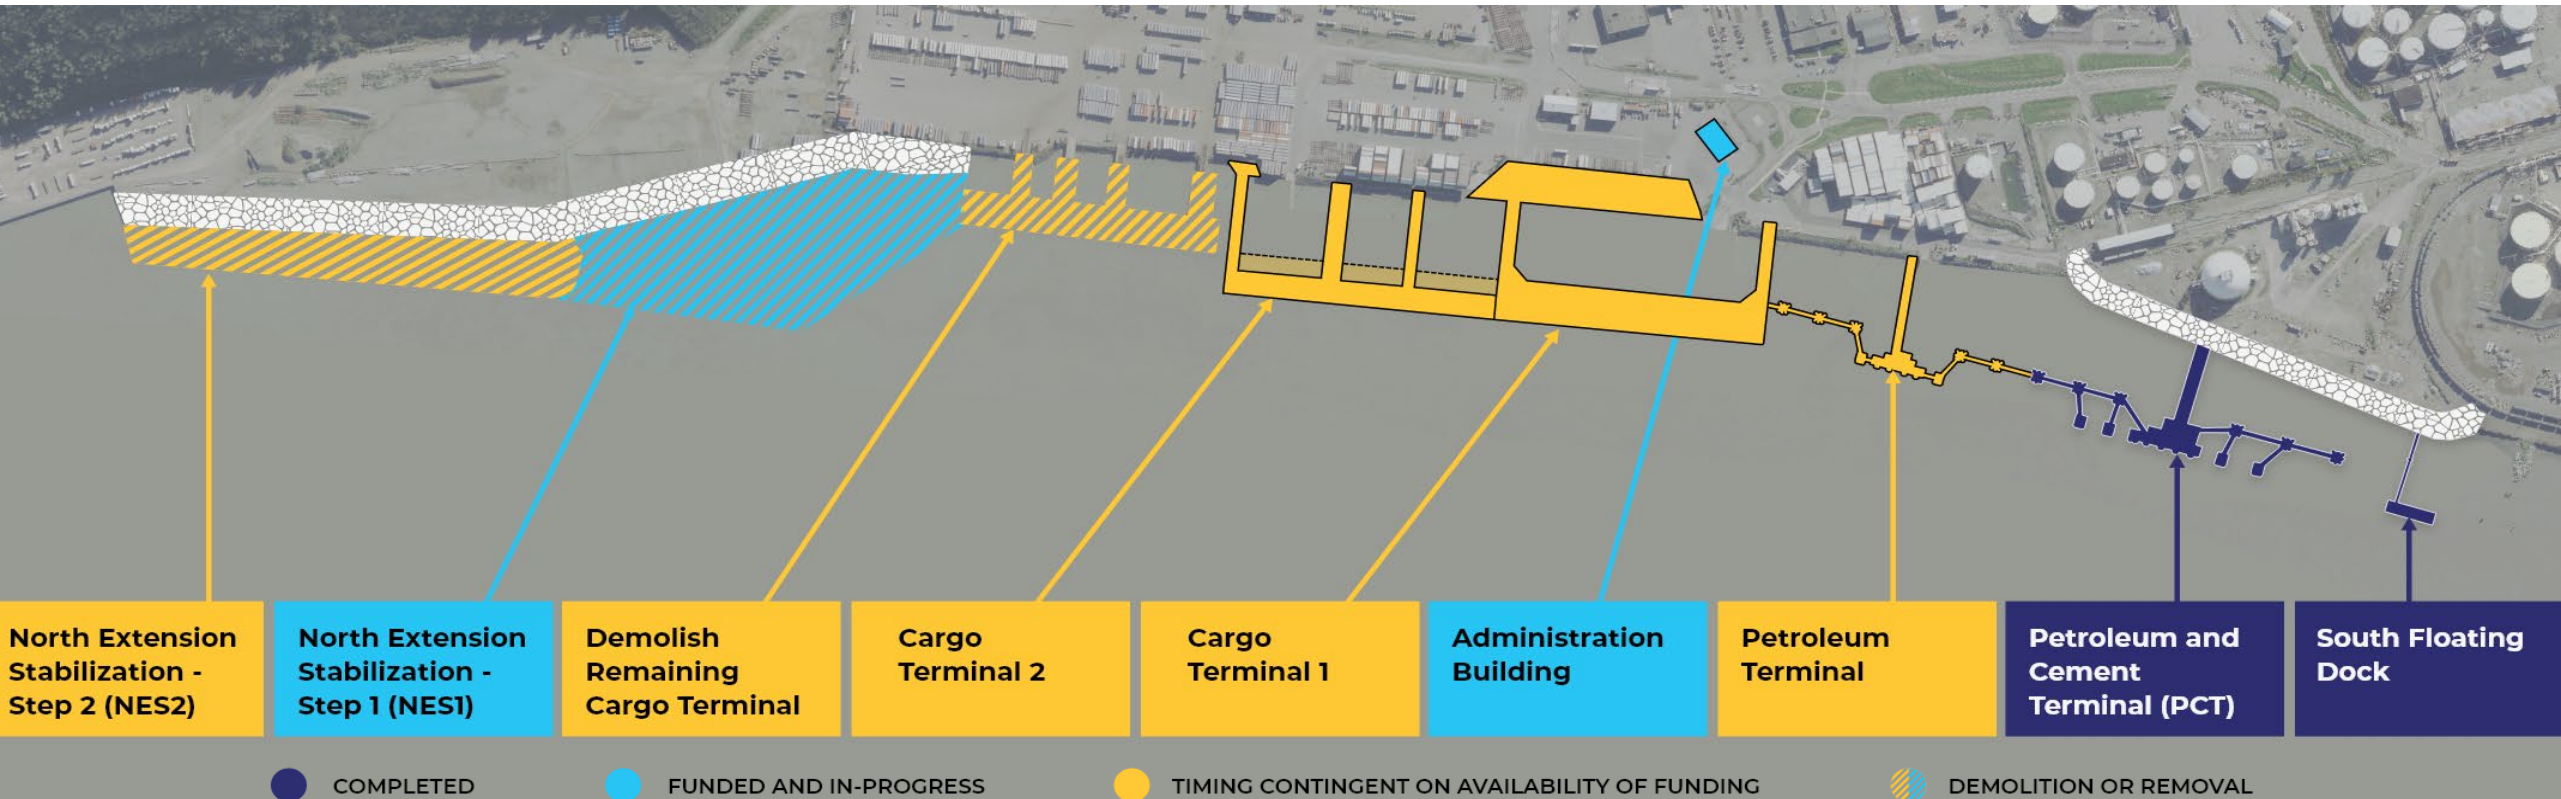 North Extension
Stabilization -
Step 2 (NES2)
North Extension
Stabilization -
Step 1 (NES1)
Demolish
Remaining
Cargo Terminal
Cargo
Terminal 2
Cargo
Terminal 1
Administration
Building
Petroleum
Terminal
Petroleum and
Cement
Terminal (PCT)
South Floating
Dock
COMPLETED
FUNDED AND IN-PROGRESS
TIMING CONTINGENT ON AVAILABILITY OF FUNDING
DEMOLITION OR REMOVAL